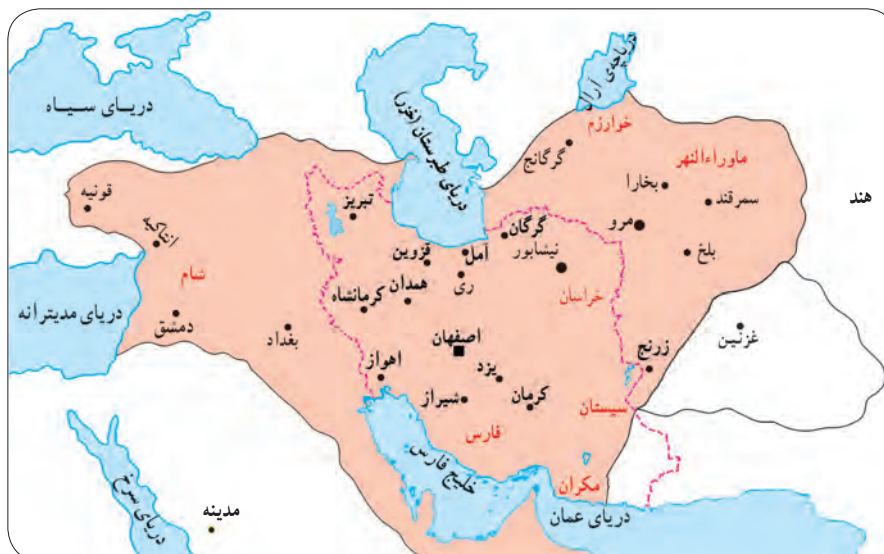 دریاچه‌ی آرال
خوارزم
دریای سیاه
گرگانج
ماوراءالنهر
دریای طبرستان (خزر)
بخارا
هند
سمرقند
قونیه
تبریز
مرو
گرگان
انتاکیه
قزوین
آمل
نیشابور
بلخ
شام
ری
همدان
خراسان
کرمانشاه
دریای مدیترانه
دمشق
بغداد
غزنین
اصفهان
زرنج
اهواز
یزد
شیراز
کرمان
سیستان
فارس
خلیج فارس
مکران
دریای عمان
دریای سرخ
مدینه